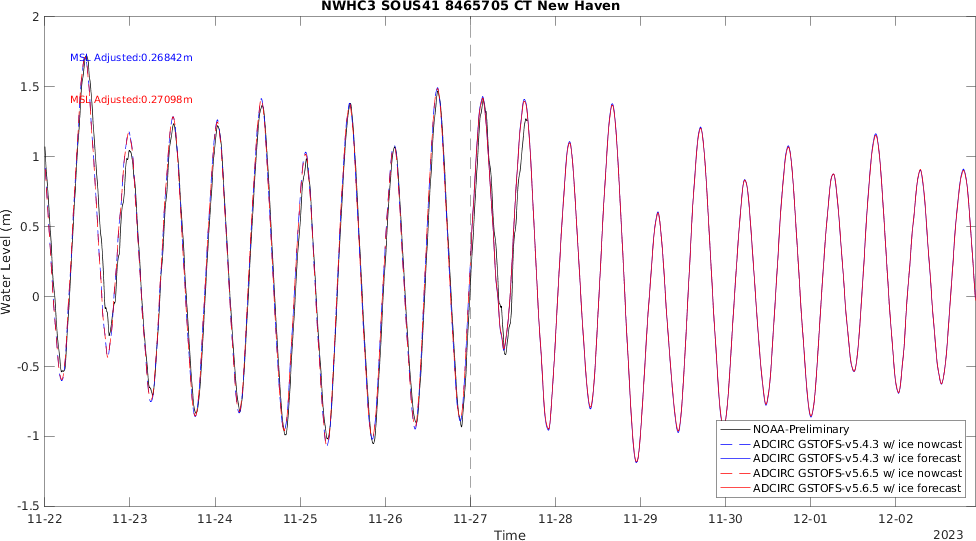 NWHC3 SOUS41 8465705 CT New Haven
2
MSL Adjusted:0.26842m
1.5
MSL Adjusted:0.27098m
1
0.5
Water Level (m)
0
-0.5
-1
NOAA-Preliminary
ADCIRC GSTOFS-v5.4.3 w/ ice nowcast
ADCIRC GSTOFS-v5.4.3 w/ ice forecast
ADCIRC GSTOFS-v5.6.5 w/ ice nowcast
ADCIRC GSTOFS-v5.6.5 w/ ice forecast
-1.5
11-22 11-23 11-24 11-25 11-26 11-27 11-28 11-29 11-30 12-01 12-02
Time
2023